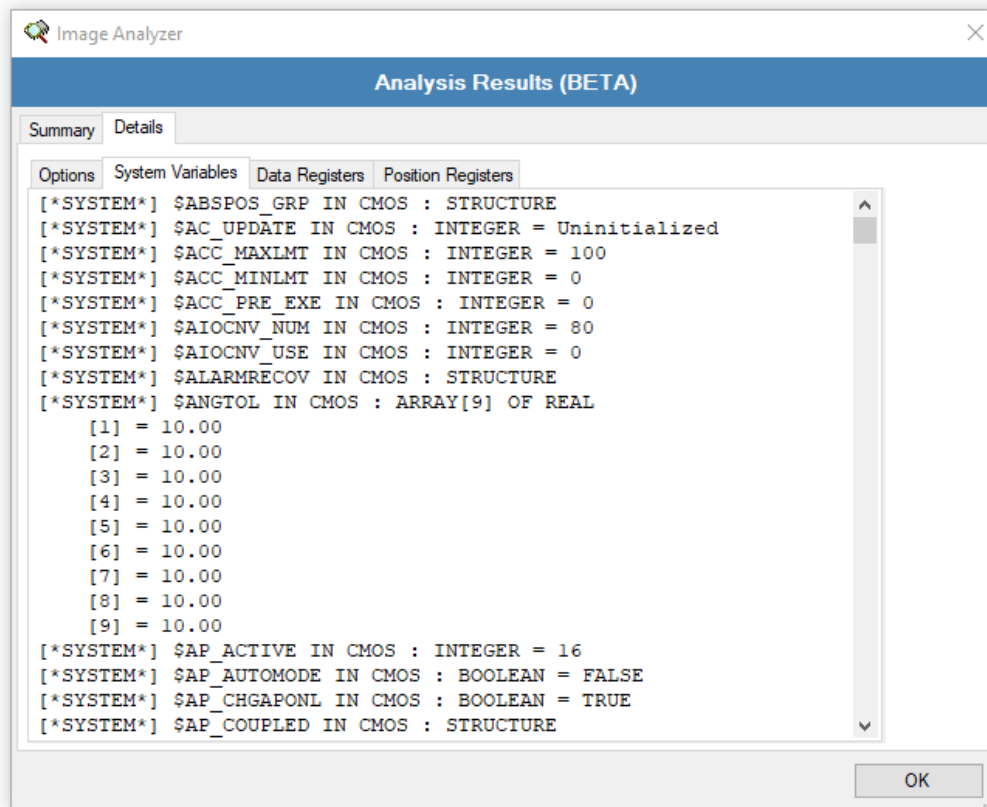 Image Analyzer
Analysis Results (BETA)
Summary Details
Options System Variables Data Registers Position Registers
[*SYSTEM*] $ABSPOS_GRP IN CMOS : STRUCTURE
[*SYSTEM*] $AC_UPDATE IN CMOS : INTEGER = Uninitialized
[*SYSTEM*] $ACC_MAXLMT IN CMOS : INTEGER = 100
[*SYSTEM*] $ACC_MINLMT IN CMOS : INTEGER = 0
[*SYSTEM*] $ACC_PRE_EXE IN CMOS : INTEGER = 0
[*SYSTEM*] $AIOCNV_NUM IN CMOS : INTEGER = 80
[*SYSTEM*] $AIOCNV_USE IN CMOS : INTEGER = 0
[*SYSTEM*] $ALARMRECOV IN CMOS : STRUCTURE
[*SYSTEM*] $ANGTOL IN CMOS : ARRAY[9] OF REAL
[1] = 10.00
[2] = 10.00
[3] = 10.00
[4] = 10.00
[5] = 10.00
[6] = 10.00
[7] = 10.00
[8] = 10.00
[9] = 10.00
[*SYSTEM*] $AP_ACTIVE IN CMOS : INTEGER = 16
[*SYSTEM*] $AP_AUTOMODE IN CMOS : BOOLEAN = FALSE
[*SYSTEM*] $AP_CHGAPONL IN CMOS : BOOLEAN = TRUE
[*SYSTEM*] $AP_COUPLED IN CMOS : STRUCTURE
OK